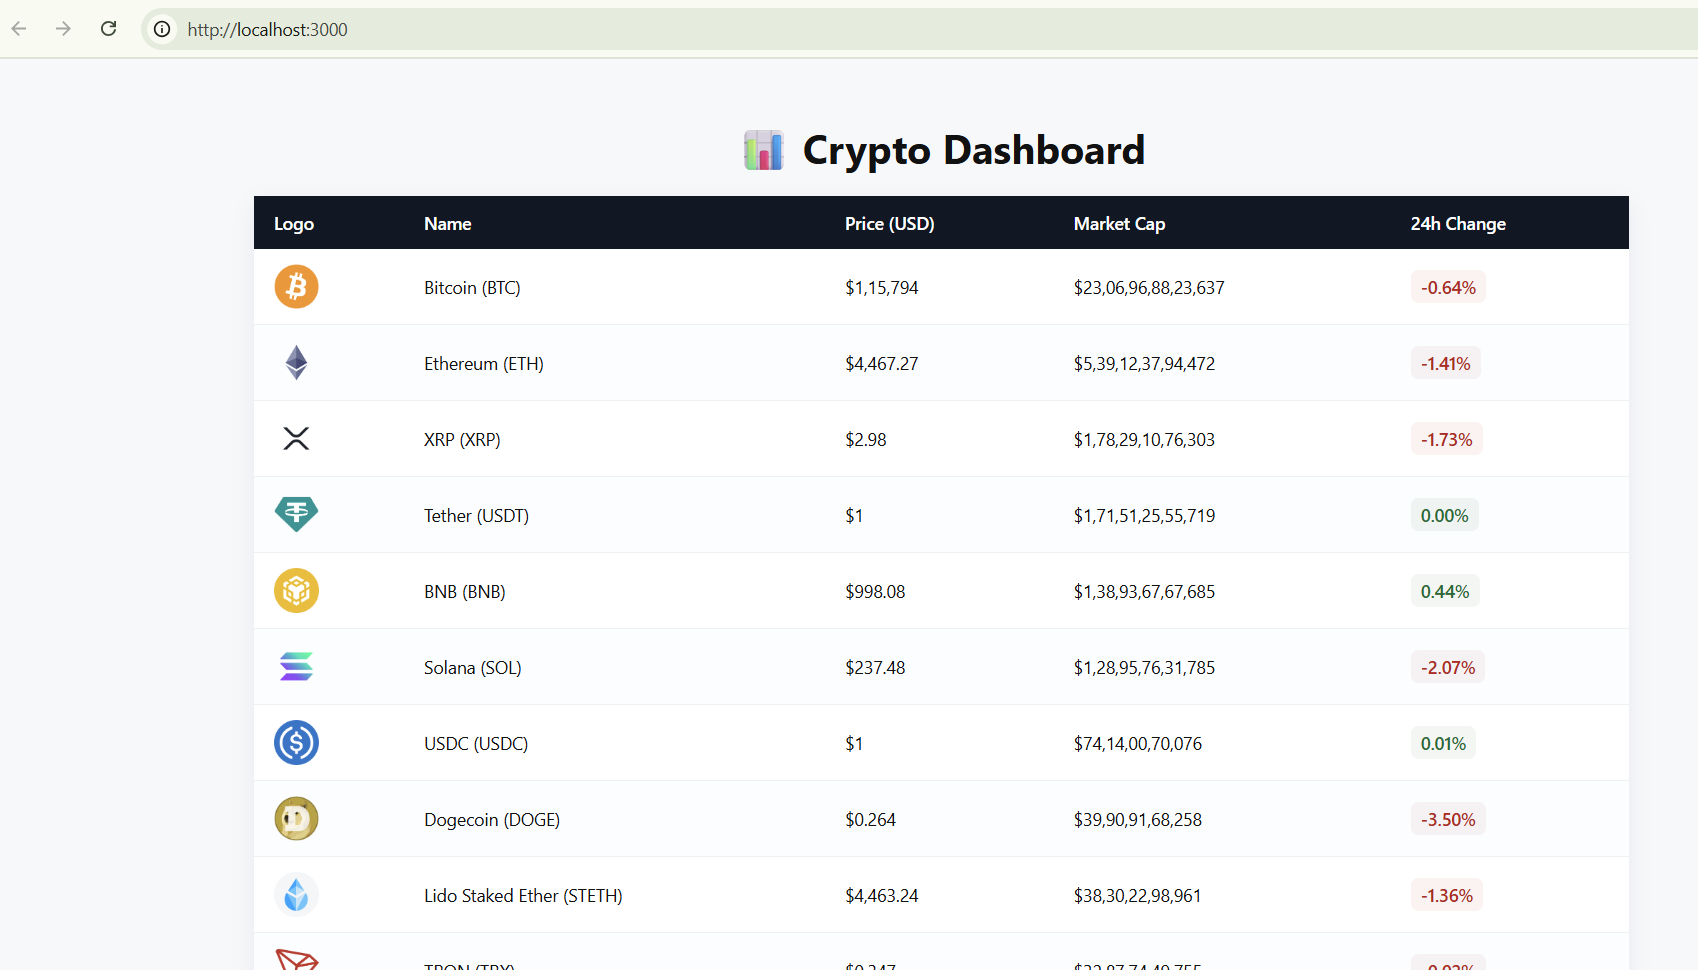 http://localhost:3000
Crypto Dashboard
Logo Name Price (USD) Market Cap 24h Change
Bitcoin (BTC) $1,15,794 $23,06,96,88,23,637 -0.64%
Ethereum (ETH) $4,467.27 $5,39,12,37,94,472 -1.41%
XRP (XRP) $2.98 $1,78,29,10,76,303 -1.73%
Tether (USDT) $1 $1,71,51,25,55,719 0.00%
BNB (BNB) $998.08 $1,38,93,67,67,685 0.44%
Solana (SOL) $237.48 $1,28,95,76,31,785 -2.07%
USDC (USDC) $1 $74,14,00,70,076 0.01%
Dogecoin (DOGE) $0.264 $39,90,91,68,258 -3.50%
Lido Staked Ether (STETH) $4,463.24 $38,30,22,98,961 -1.36%
TRON (TRX)